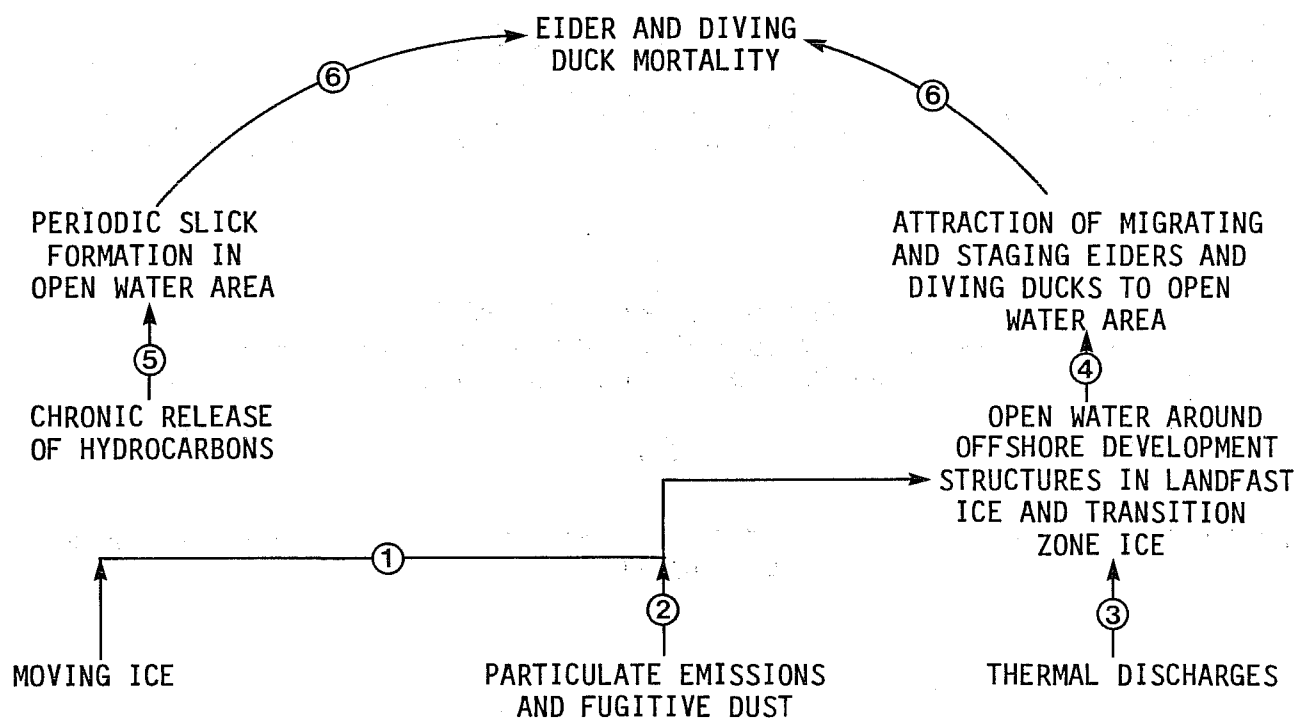 EIDER AND DIVING
DUCK MORTALITY
⑥
⑥
PERIODIC SLICK
FORMATION IN
OPEN WATER AREA
ATTRACTION OF MIGRATING
AND STAGING EIDERS AND
DIVING DUCKS TO OPEN
WATER AREA
⑤
④
CHRONIC RELEASE
OF HYDROCARBONS
OPEN WATER AROUND
OFFSHORE DEVELOPMENT
STRUCTURES IN LANDFAST
ICE AND TRANSITION
ZONE ICE
①
②
③
MOVING ICE
PARTICULATE EMISSIONS
AND FUGITIVE DUST
THERMAL DISCHARGES